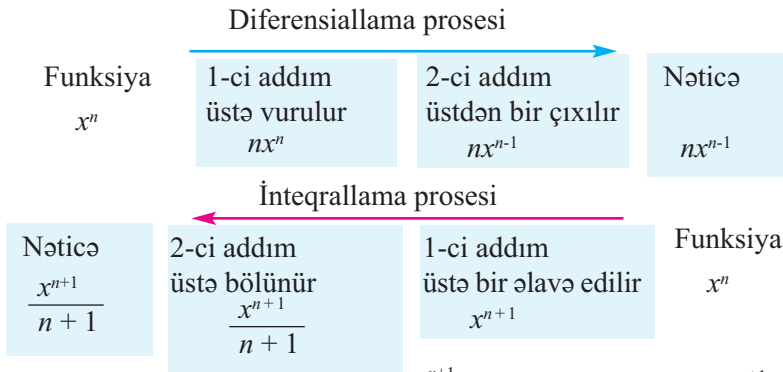 Diferensiallama prosesi
Funksiya
xⁿ
1-ci addım
üstə vurulur
nxⁿ
2-ci addım
üstdən bir çıxılır
nxⁿ⁻¹
Nəticə
nxⁿ⁻¹
İnteqrallama prosesi
Nəticə
xⁿ⁺¹
n + 1
2-ci addım
üstə bölünür
xⁿ⁺¹
n + 1
1-ci addım
üstə bir əlavə edilir
xⁿ⁺¹
Funksiya
xⁿ